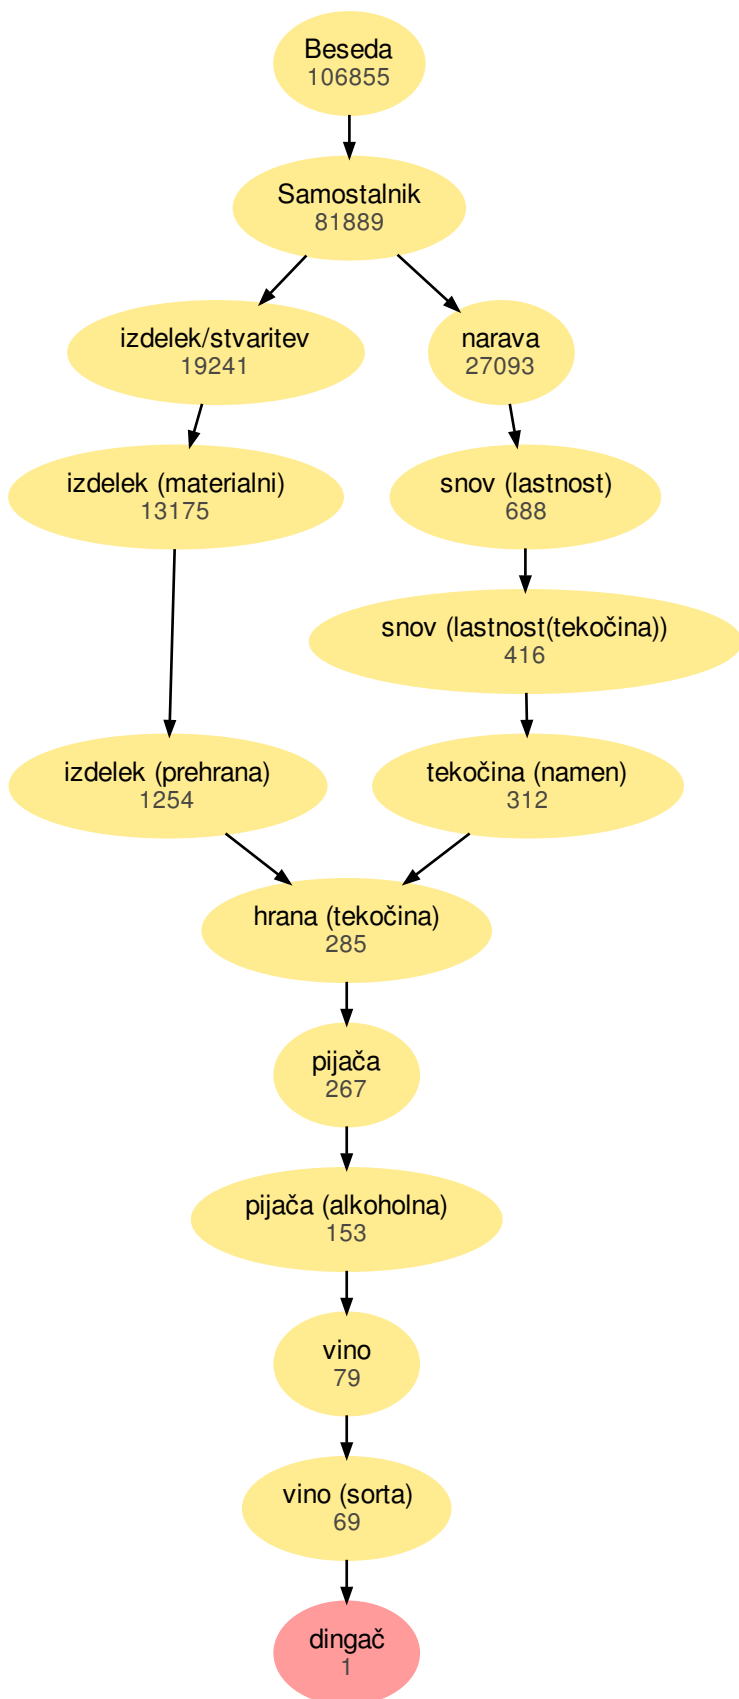 Beseda
106855
Samostalnik
81889
izdelek/stvaritev
19241
narava
27093
izdelek (materialni)
13175
snov (lastnost)
688
snov (lastnost(tekočina))
416
izdelek (prehrana)
1254
tekočina (namen)
312
hrana (tekočina)
285
pijača
267
pijača (alkoholna)
153
vino
79
vino (sorta)
69
dingač
1